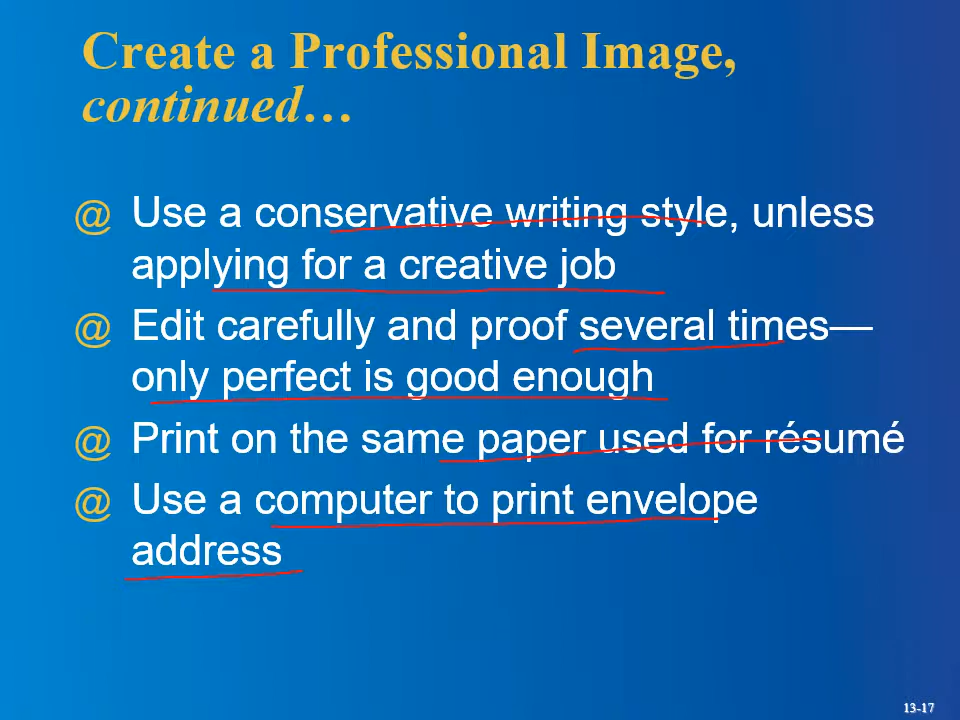 Create a Professional Image,
continued…
@ Use a conservative writing style, unless
applying for a creative job
@ Edit carefully and proof several times—
only perfect is good enough
@ Print on the same paper used for résumé
@ Use a computer to print envelope
address
13-17